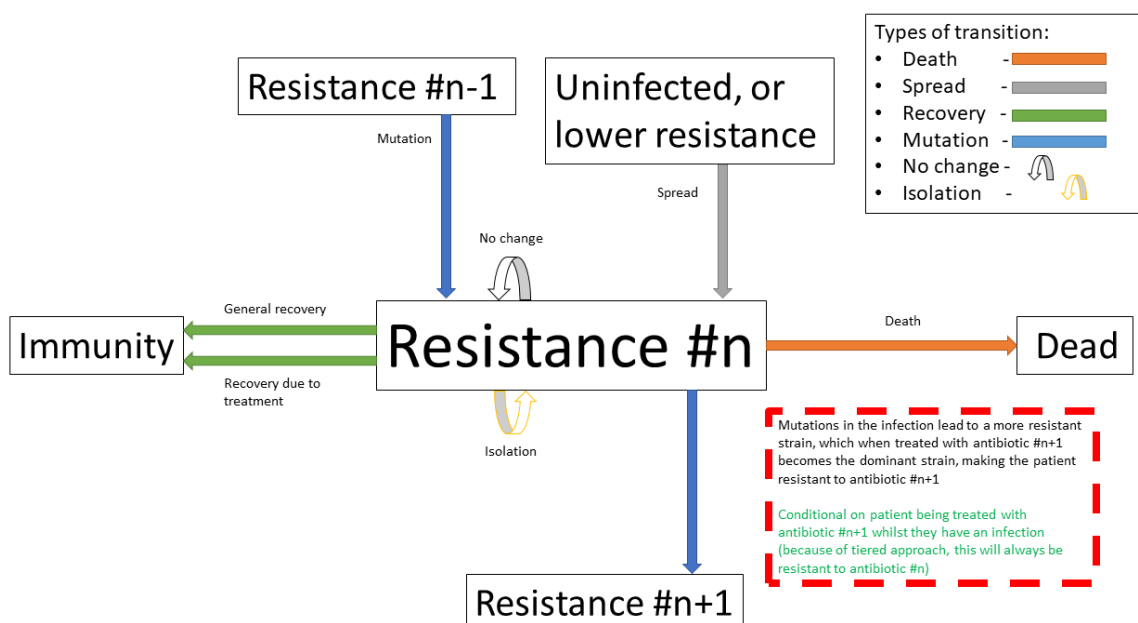 Types of transition:
• Death -
• Spread -
• Recovery -
• Mutation -
• No change -
• Isolation -
Resistance #n-1
Uninfected, or
lower resistance
Mutation
Spread
No change
General recovery
Immunity
Recovery due to
treatment
Resistance #n
Death
Dead
Isolation
Mutations in the infection lead to a more resistant
strain, which when treated with antibiotic #n+1
becomes the dominant strain, making the patient
resistant to antibiotic #n+1
Conditional on patient being treated with
antibiotic #n+1 whilst they have an infection
(because of tiered approach, this will always be
resistant to antibiotic #n)
Resistance #n+1